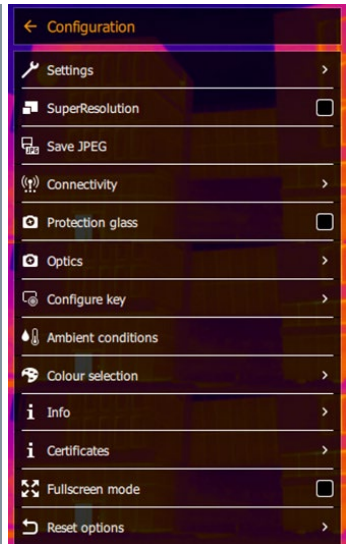 Configuration
Settings
SuperResolution
JPG
Save JPEG
Connectivity
Protection glass
Optics
Configure key
Ambient conditions
Colour selection
Info
Certificates
Fullscreen mode
Reset options